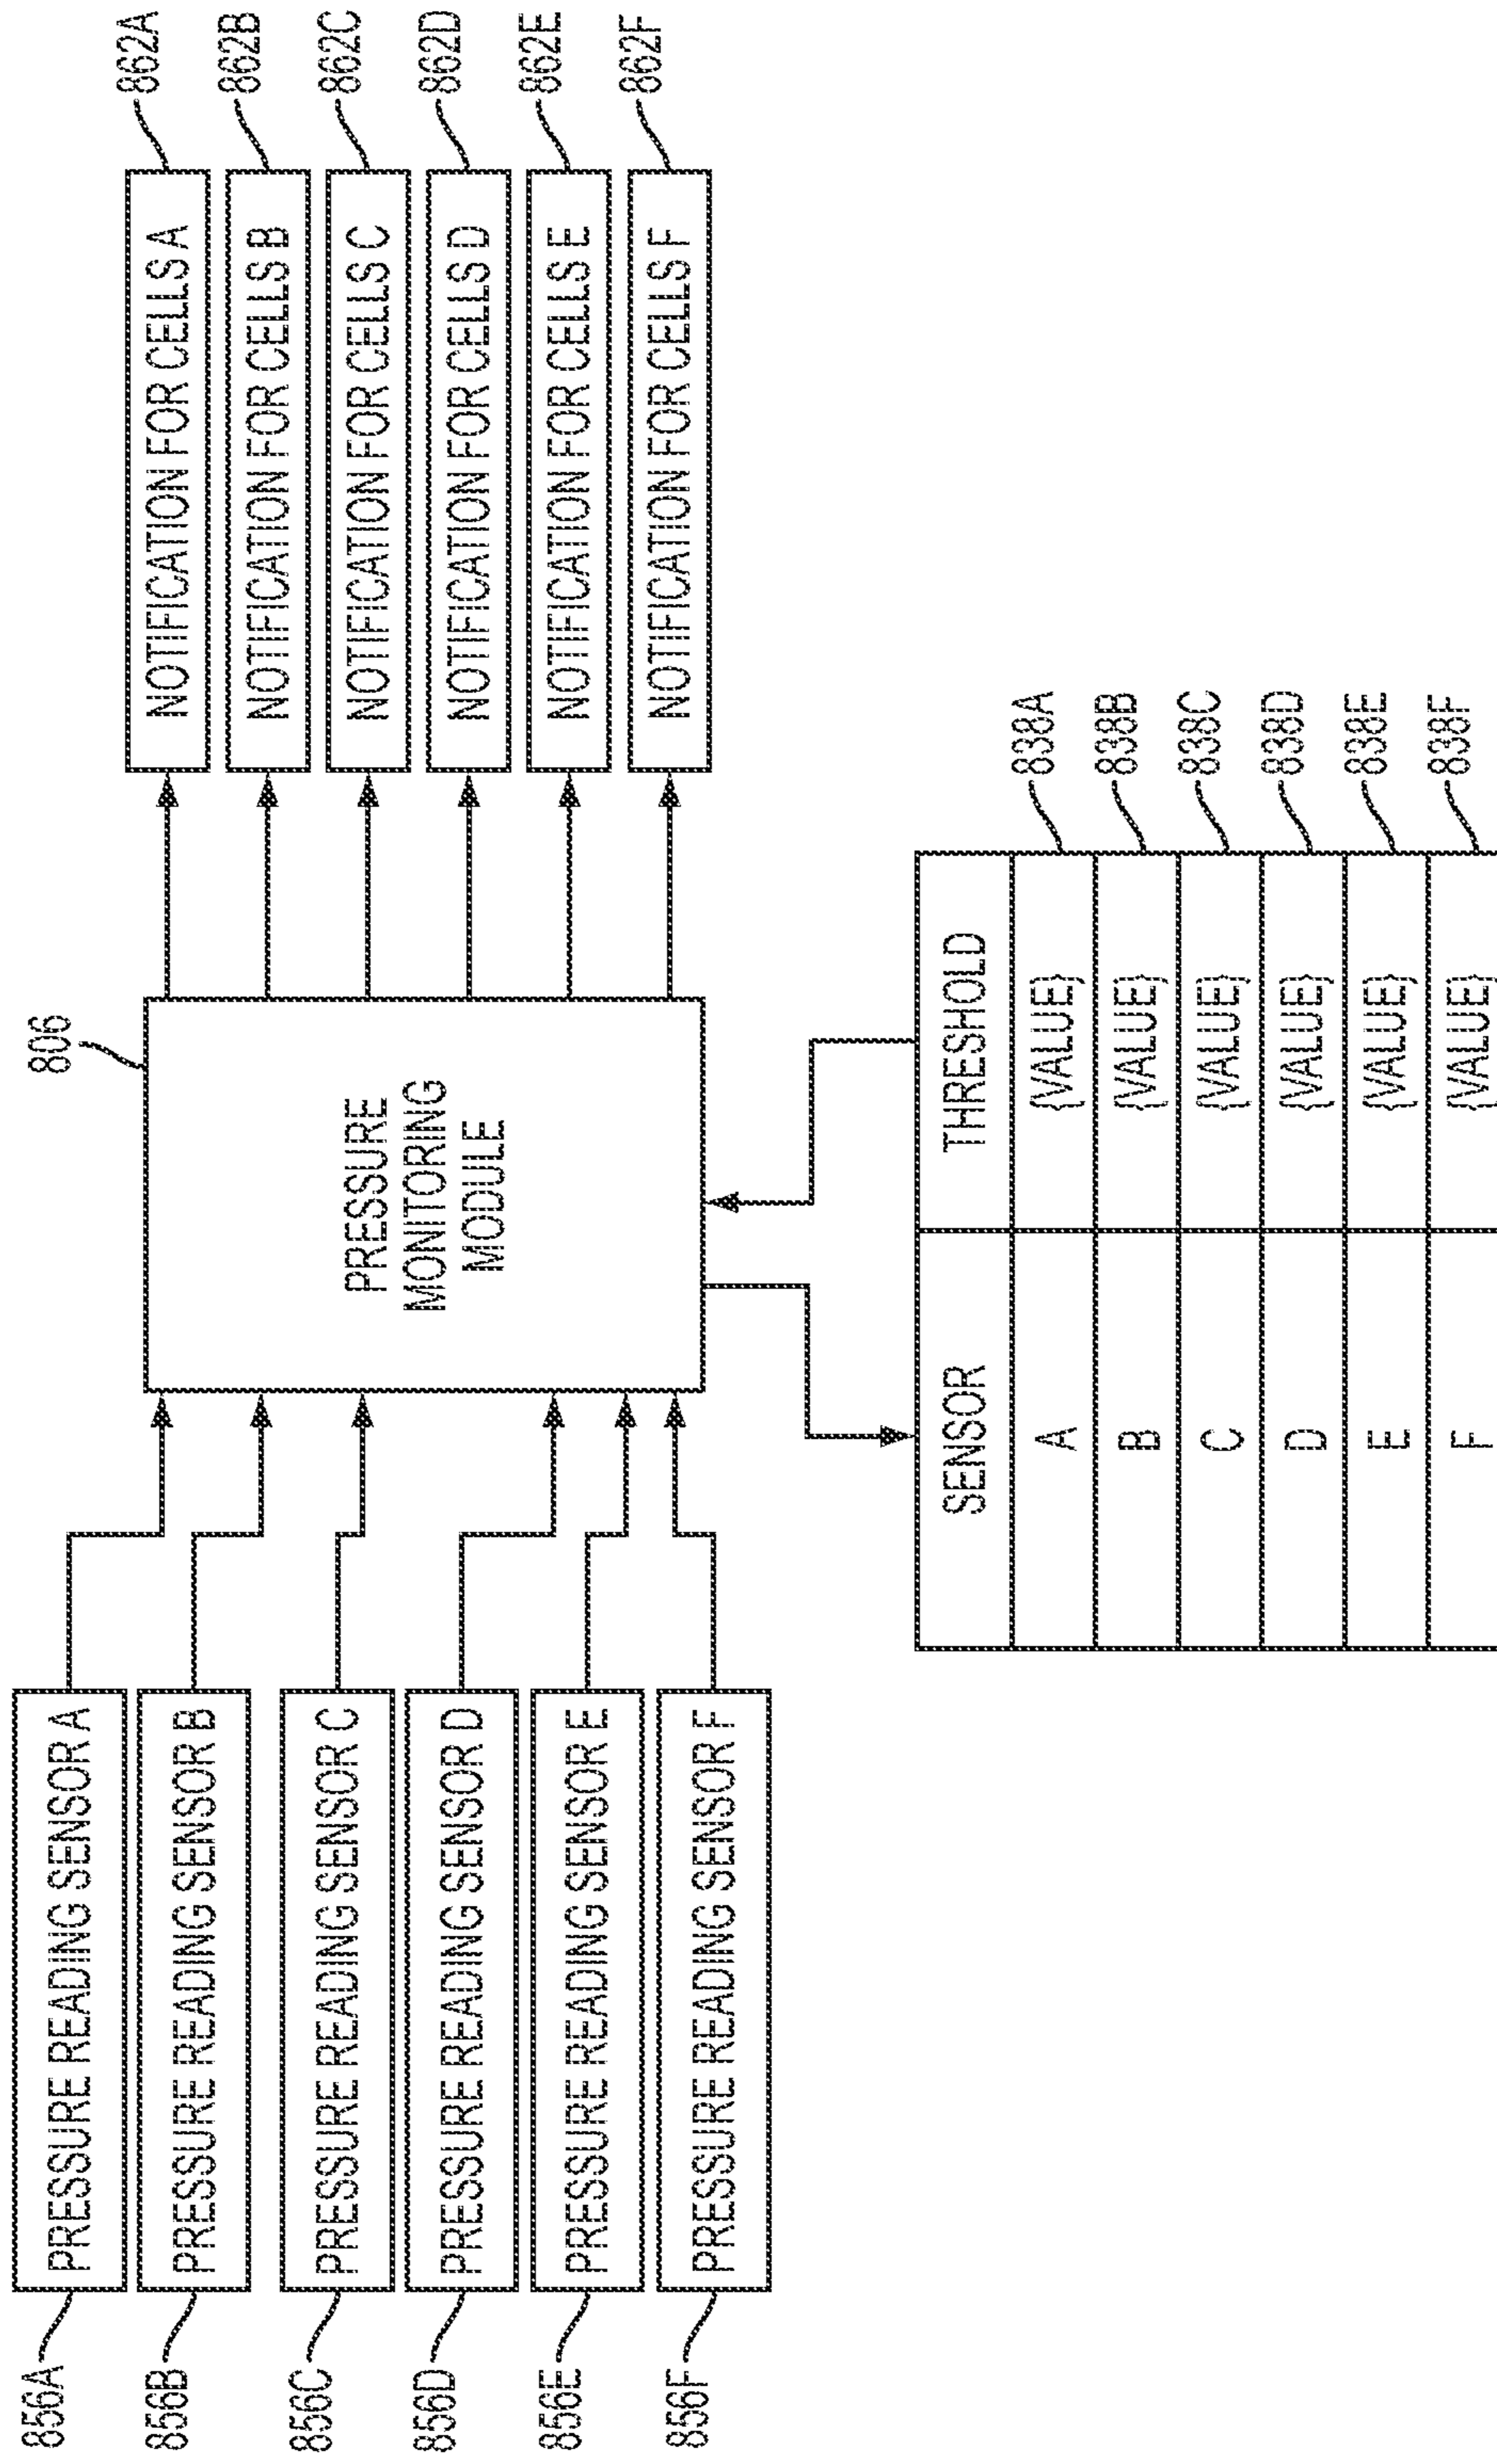 856A
PRESSURE READING SENSOR A
856B
PRESSURE READING SENSOR B
856C
PRESSURE READING SENSOR C
856D
PRESSURE READING SENSOR D
856E
PRESSURE READING SENSOR E
856F
PRESSURE READING SENSOR F
806
PRESSURE
MONITORING
MODULE
NOTIFICATION FOR CELLS A
862A
NOTIFICATION FOR CELLS B
862B
NOTIFICATION FOR CELLS C
862C
NOTIFICATION FOR CELLS D
862D
NOTIFICATION FOR CELLS E
862E
NOTIFICATION FOR CELLS F
862F
SENSOR THRESHOLD
A {VALUE} 838A
B {VALUE} 838B
C {VALUE} 838C
D {VALUE} 838D
E {VALUE} 838E
F {VALUE} 838F